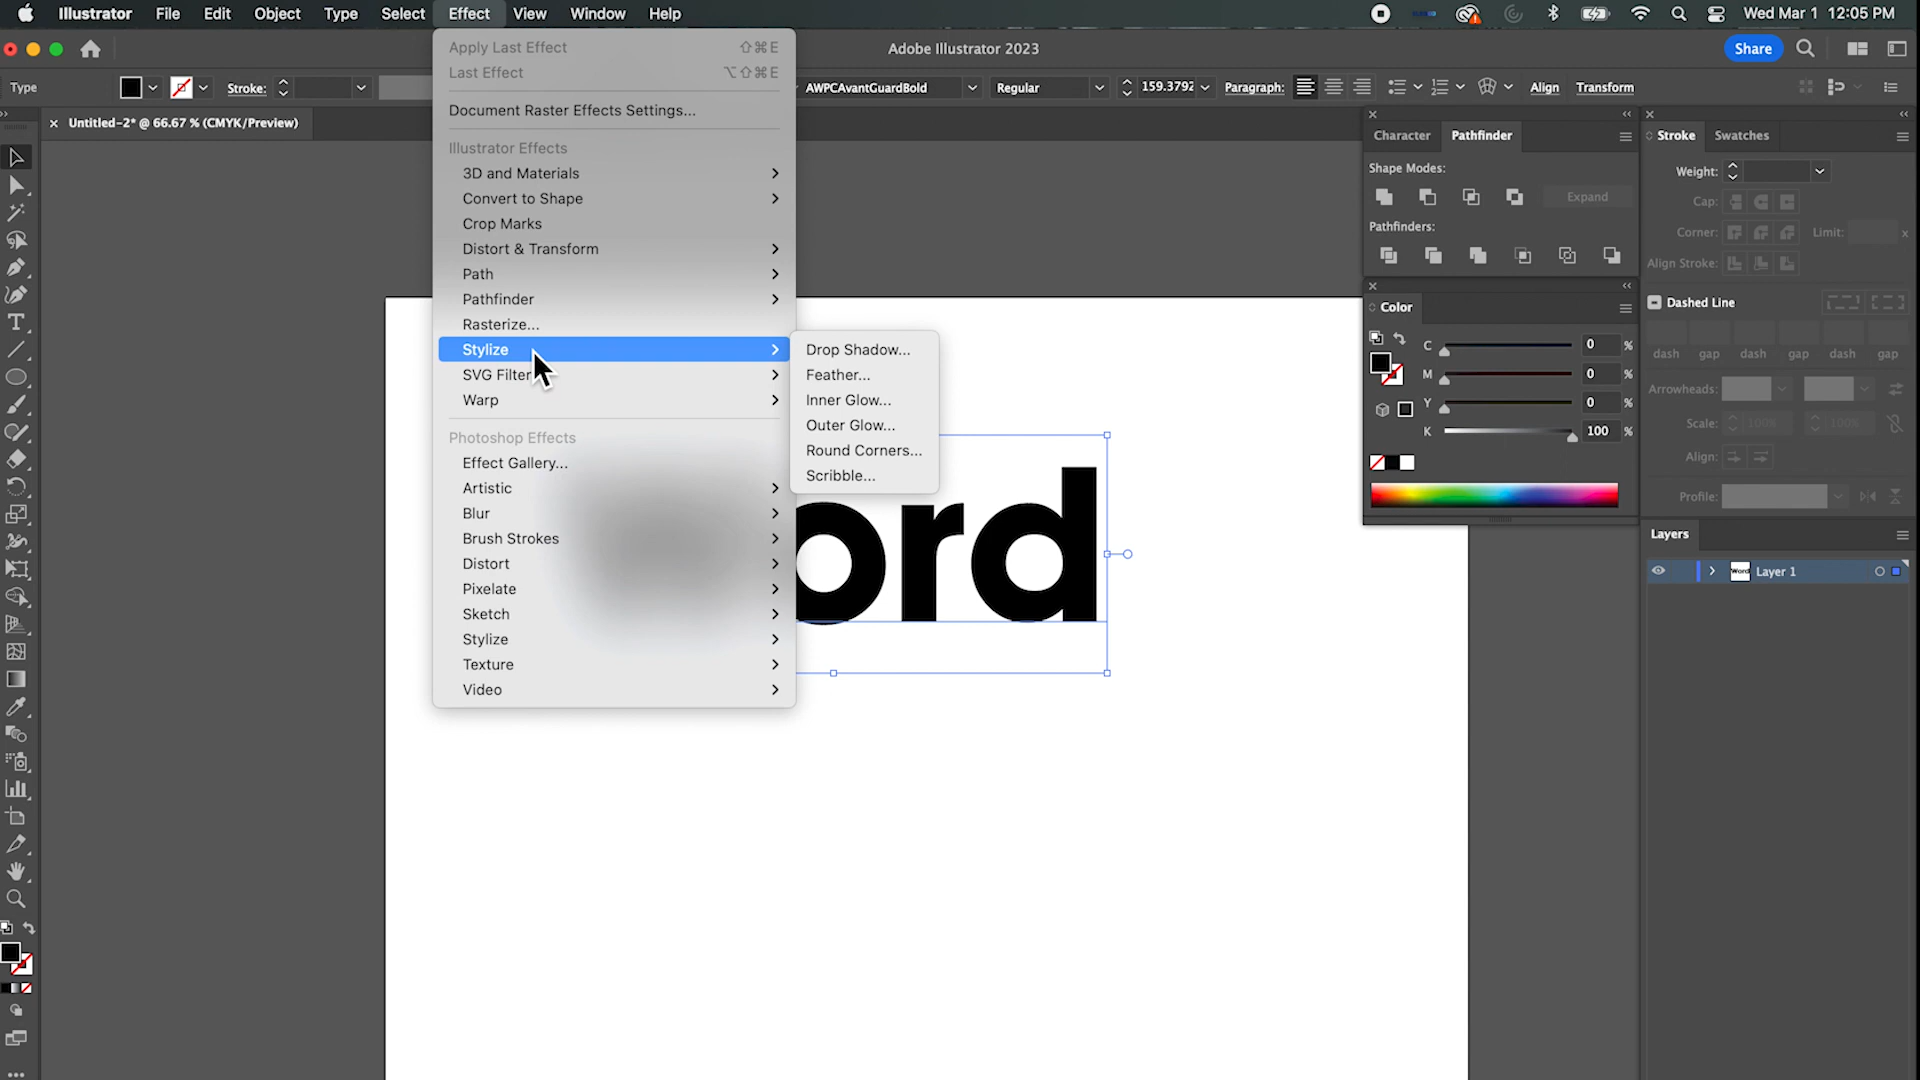 Illustrator File Edit Object Type Select Effect View Window Help Wed Mar 1 12:05 PM
Adobe Illustrator 2023 Share
Type Stroke: AWPCAvantGuardBold Regular 159.3792 Paragraph: Align Transform
× Untitled-2* @ 66.67 % (CMYK/Preview)
Apply Last Effect ⇧⌘E
Last Effect ⌥⇧⌘E
Document Raster Effects Settings...
Illustrator Effects
3D and Materials
Convert to Shape
Crop Marks
Distort & Transform
Path
Pathfinder
Rasterize...
Stylize
SVG Filter
Warp
Photoshop Effects
Effect Gallery...
Artistic
Blur
Brush Strokes
Distort
Pixelate
Sketch
Stylize
Texture
Video
Drop Shadow...
Feather...
Inner Glow...
Outer Glow...
Round Corners...
Scribble...
ord
Character Pathfinder
Shape Modes:
Expand
Pathfinders:
Color
C 0 %
M 0 %
Y 0 %
K 100 %
Stroke Swatches
Weight:
Cap:
Corner: Limit: x
Align Stroke:
Dashed Line
dash gap dash gap dash gap
Arrowheads:
Scale: 100% 100%
Align:
Profile:
Layers
Word Layer 1